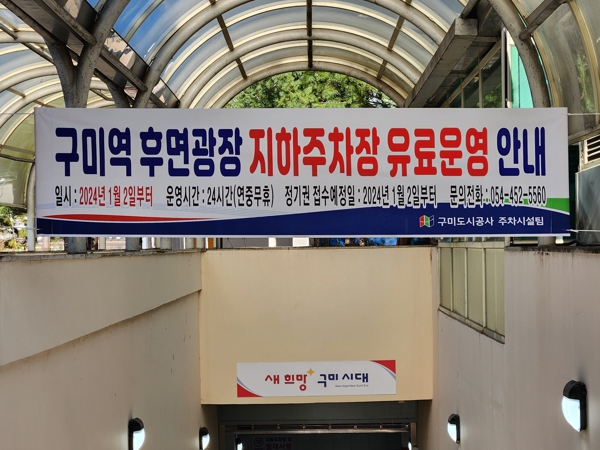 구미역 후면광장 지하주차장 유료운영 안내
일시 : 2024년 1월 2일부터 운영시간 : 24시간(연중무휴) 정기권 접수예정일 : 2024년 1월 2일부터 문의전화 : 054-452-5560
구미도시공사 주차시설팀
새 희망 구미 시대